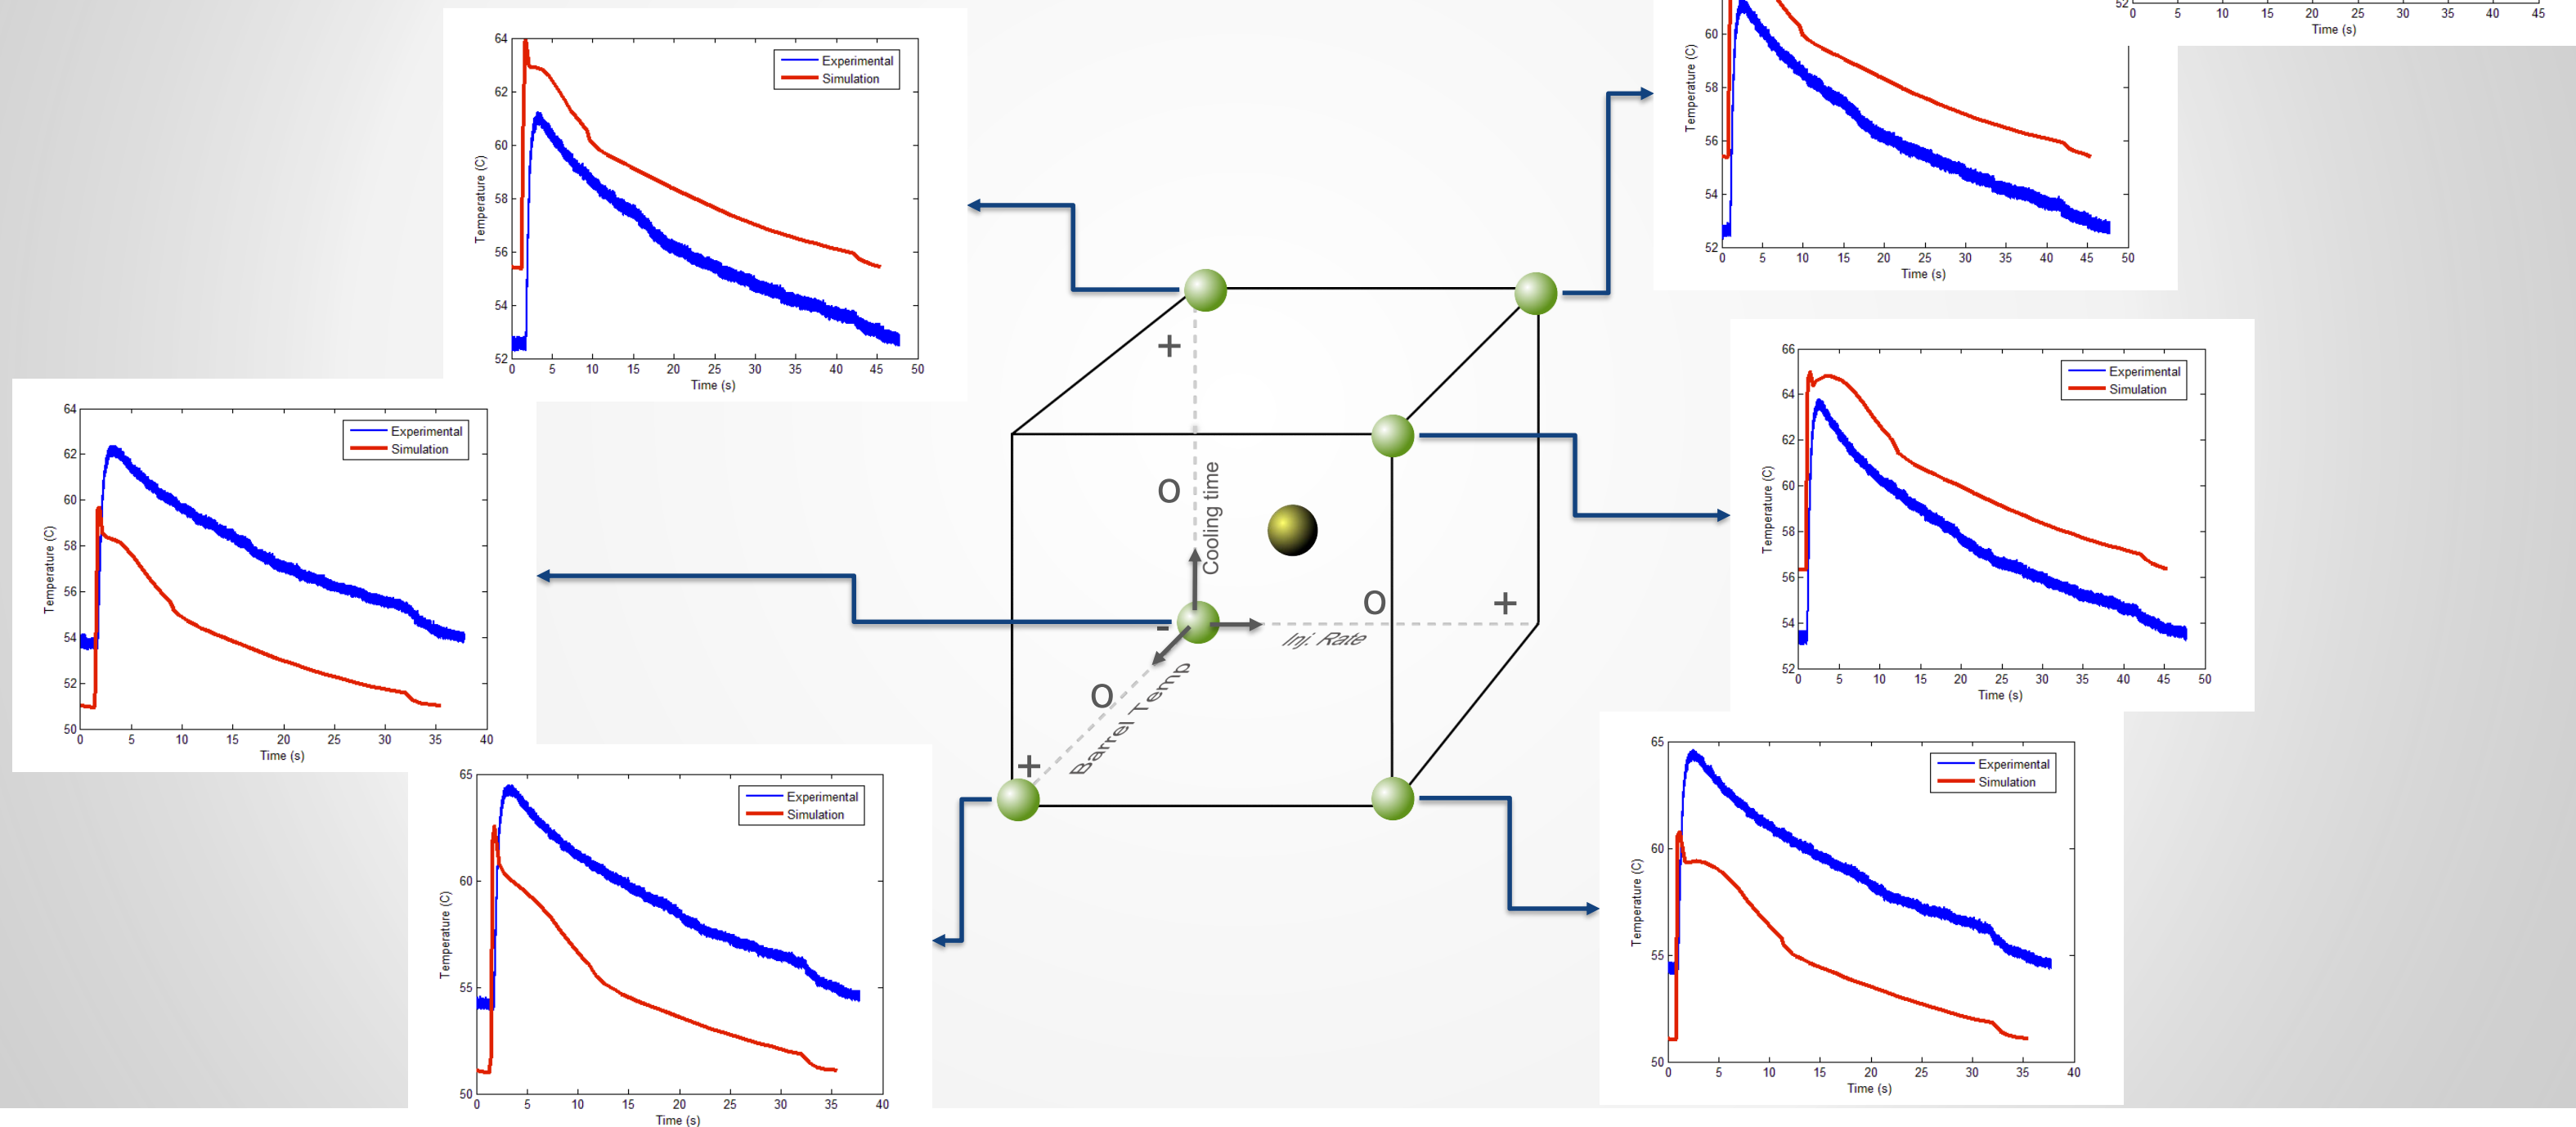 52
0 5 10 15 20 25 30 35 40 45
Time (s)
64
62
60
58
56
54
52
Temperature (C)
Experimental
Simulation
0 5 10 15 20 25 30 35 40 45 50
Time (s)
60
58
56
54
52
Temperature (C)
0 5 10 15 20 25 30 35 40 45 50
Time (s)
64
62
60
58
56
54
52
50
Temperature (C)
Experimental
Simulation
0 5 10 15 20 25 30 35 40
Time (s)
+
O
Cooling time
-
O
+
Inj. Rate
O
Barrel Temp
+
66
64
62
60
58
56
54
52
Temperature (C)
Experimental
Simulation
0 5 10 15 20 25 30 35 40 45 50
Time (s)
65
60
55
50
Temperature (C)
Experimental
Simulation
0 5 10 15 20 25 30 35 40
Time (s)
65
60
55
50
Temperature (C)
Experimental
Simulation
0 5 10 15 20 25 30 35 40
Time (s)